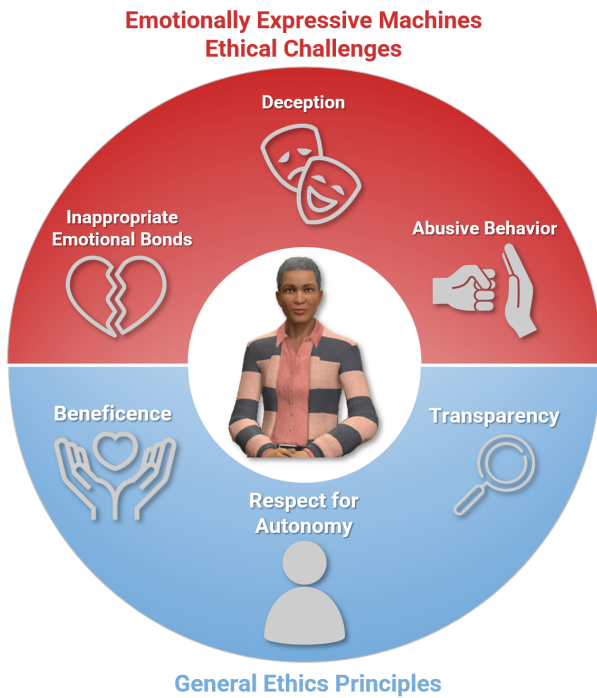 Emotionally Expressive Machines
Ethical Challenges
Deception
Inappropriate
Emotional Bonds
Abusive Behavior
Beneficence
Transparency
Respect for
Autonomy
General Ethics Principles